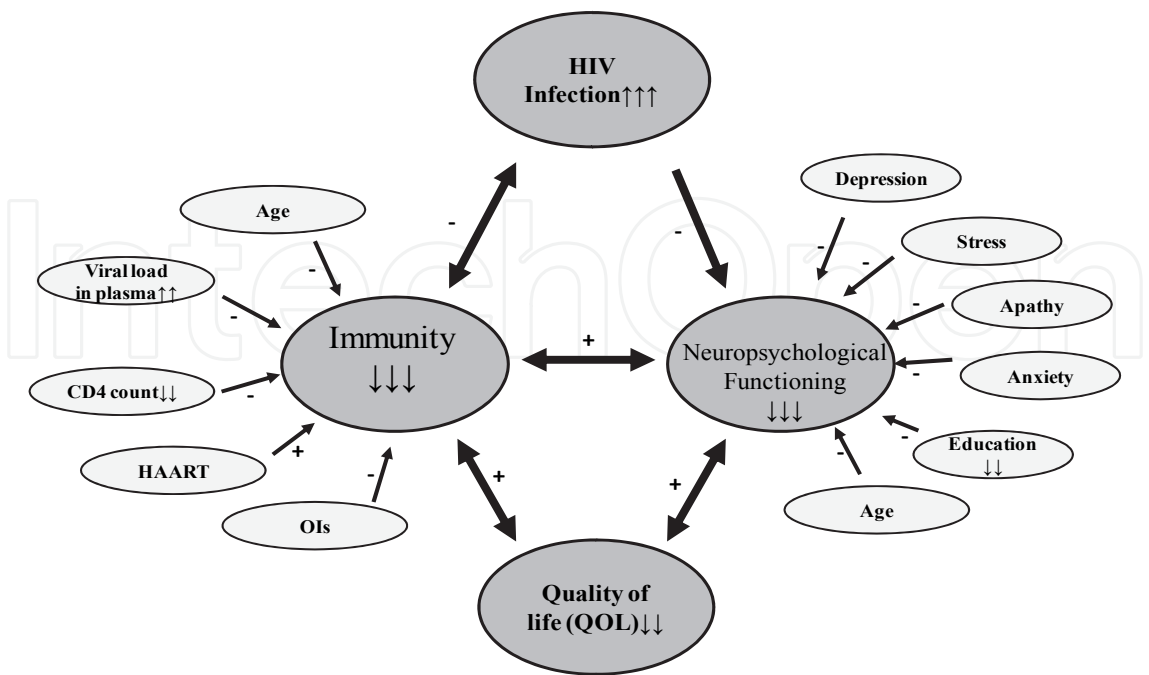 HIV
Infection↑↑↑
Depression
-
Age
-
-
Stress
-
-
Viral load
in plasma↑↑
-
-
Apathy
Immunity
↓↓↓
+
Neuropsychological
Functioning
↓↓↓
-
Anxiety
CD4 count↓↓
-
-
Education
↓↓
HAART
+
-
Age
-
OIs
+
+
Quality of
life (QOL)↓↓
IntechOpen